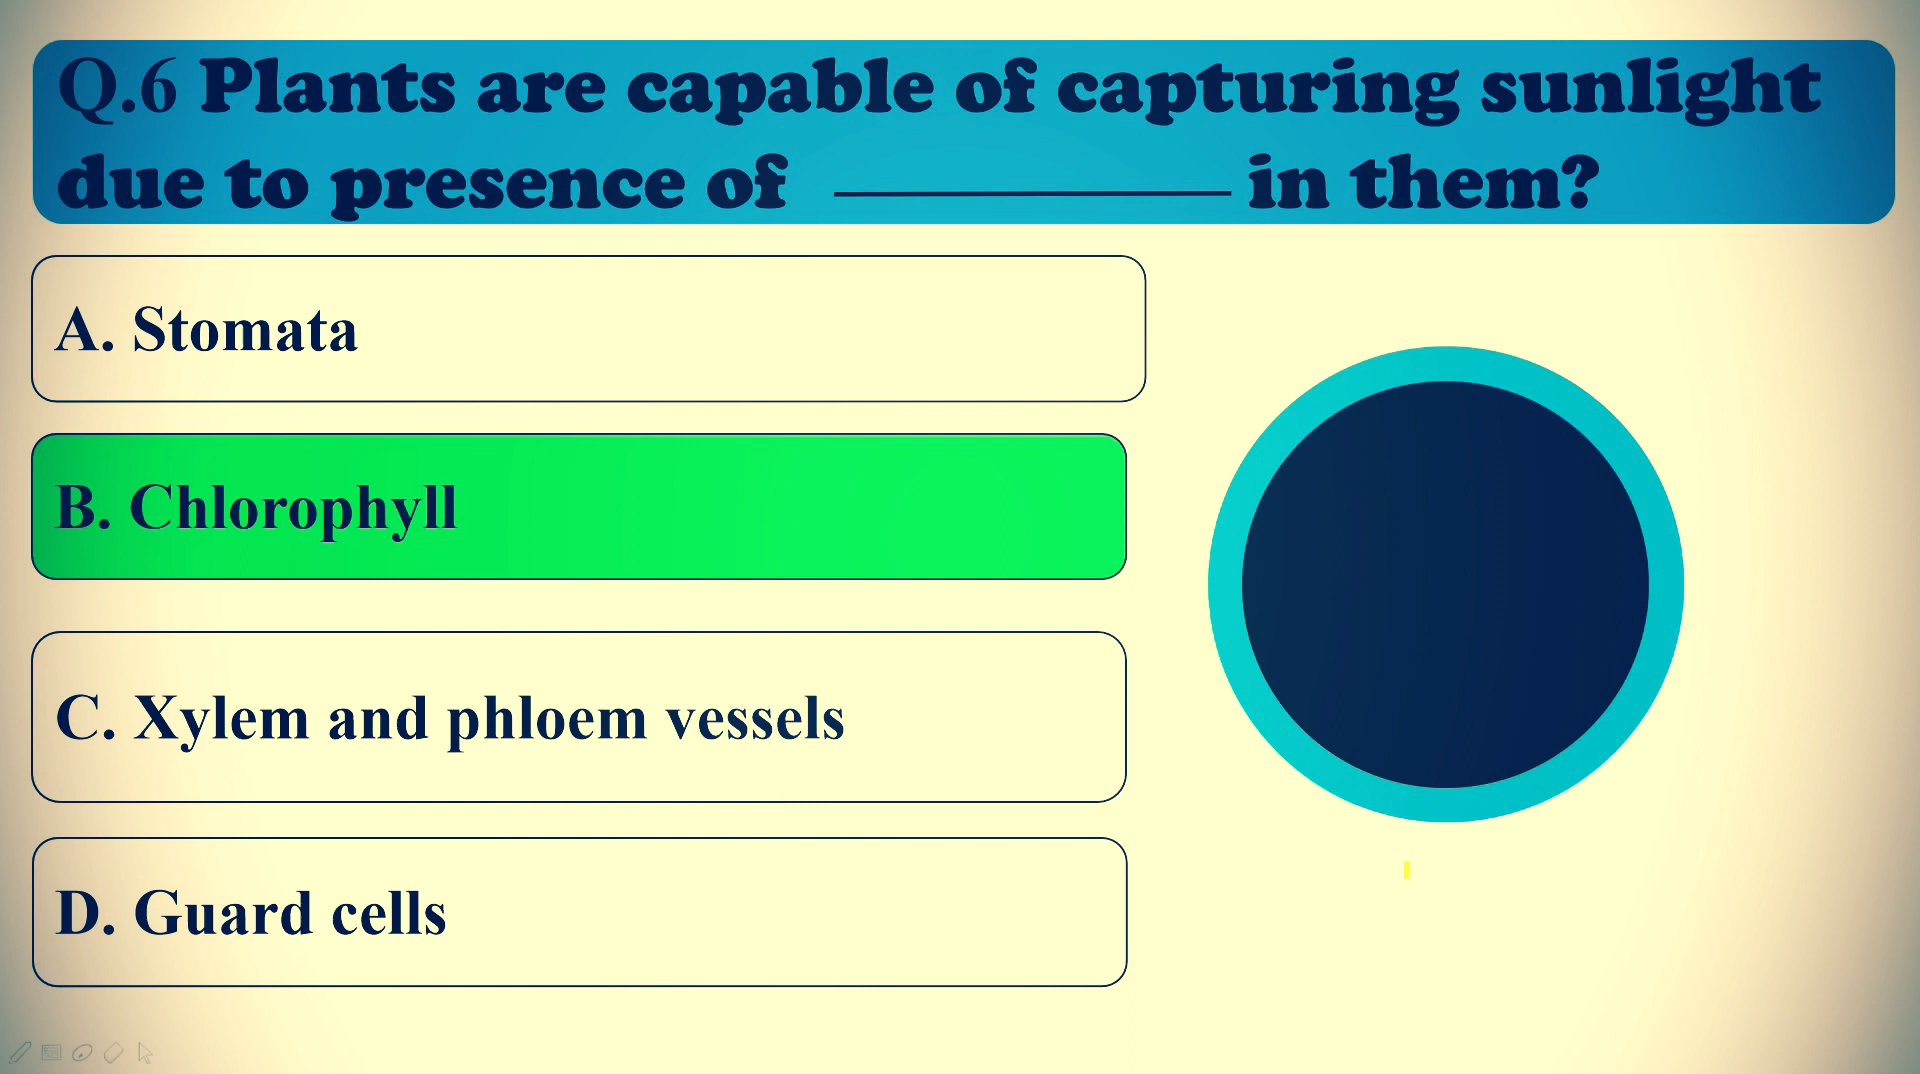 Q.6 Plants are capable of capturing sunlight
due to presence of __________ in them?
A. Stomata
B. Chlorophyll
C. Xylem and phloem vessels
D. Guard cells